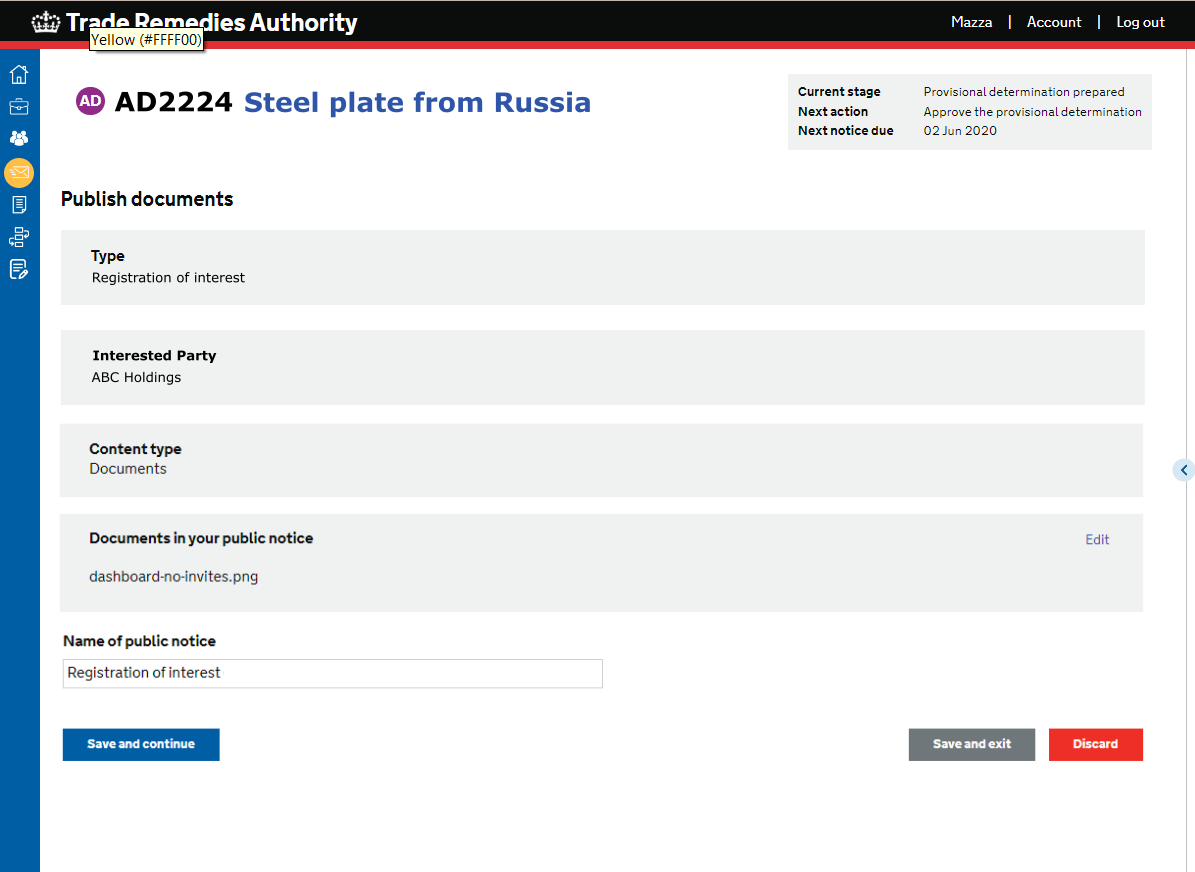 Trade Remedies Authority
Mazza | Account | Log out
Yellow (#FFFF00)
AD AD2224 Steel plate from Russia
Current stage Provisional determination prepared
Next action Approve the provisional determination
Next notice due 02 Jun 2020
Publish documents
Type
Registration of interest
Interested Party
ABC Holdings
Content type
Documents
Documents in your public notice
Edit
dashboard-no-invites.png
Name of public notice
Registration of interest
Save and continue
Save and exit
Discard